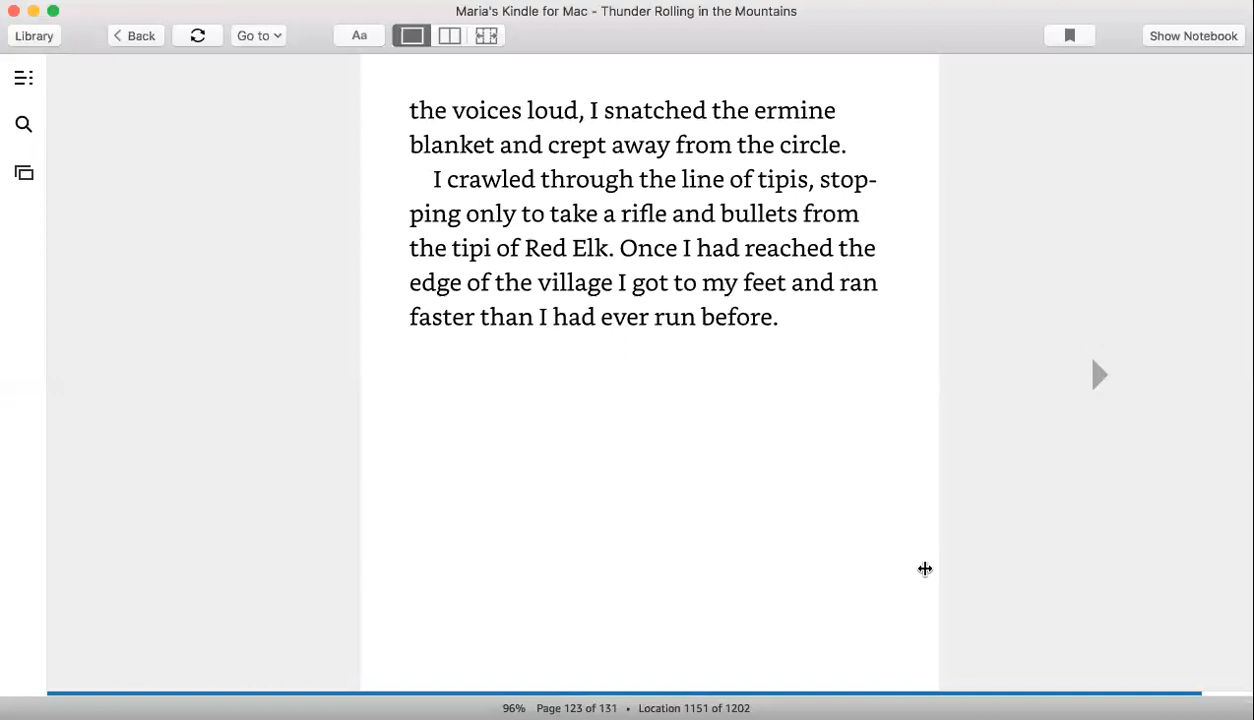 Maria's Kindle for Mac - Thunder Rolling in the Mountains
Library
Back
Go to
Aa
Show Notebook
the voices loud, I snatched the ermine
blanket and crept away from the circle.
I crawled through the line of tipis, stop-
ping only to take a rifle and bullets from
the tipi of Red Elk. Once I had reached the
edge of the village I got to my feet and ran
faster than I had ever run before.
96% Page 123 of 131 • Location 1151 of 1202